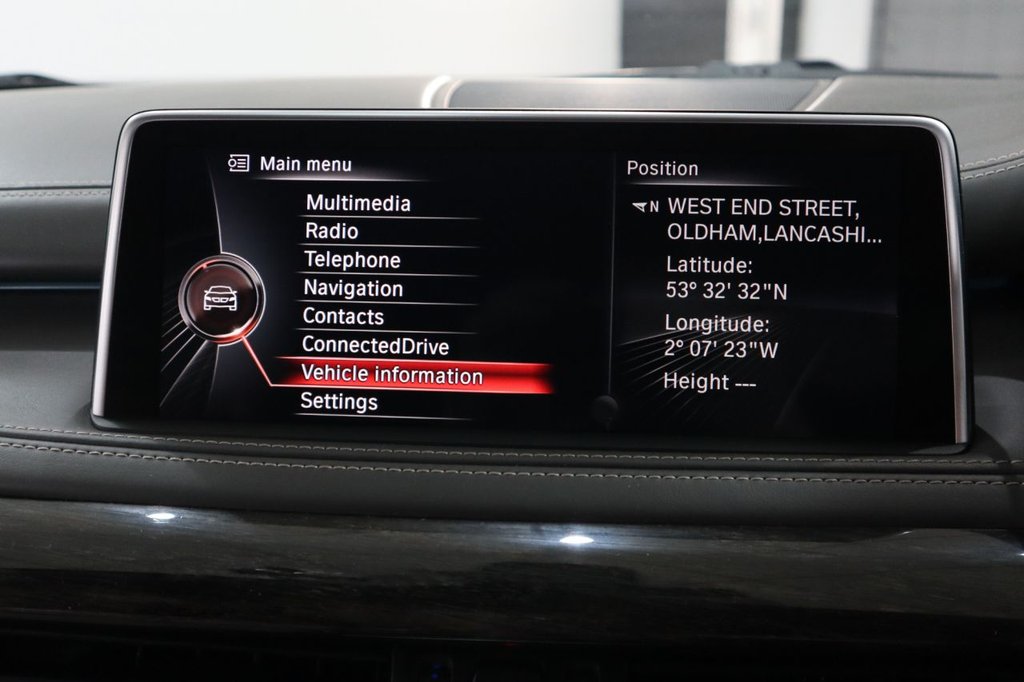 Main menu
Multimedia
Radio
Telephone
Navigation
Contacts
ConnectedDrive
Vehicle information
Settings
Position
N WEST END STREET,
OLDHAM,LANCASHI...
Latitude:
53° 32' 32"N
Longitude:
2° 07' 23"W
Height ---